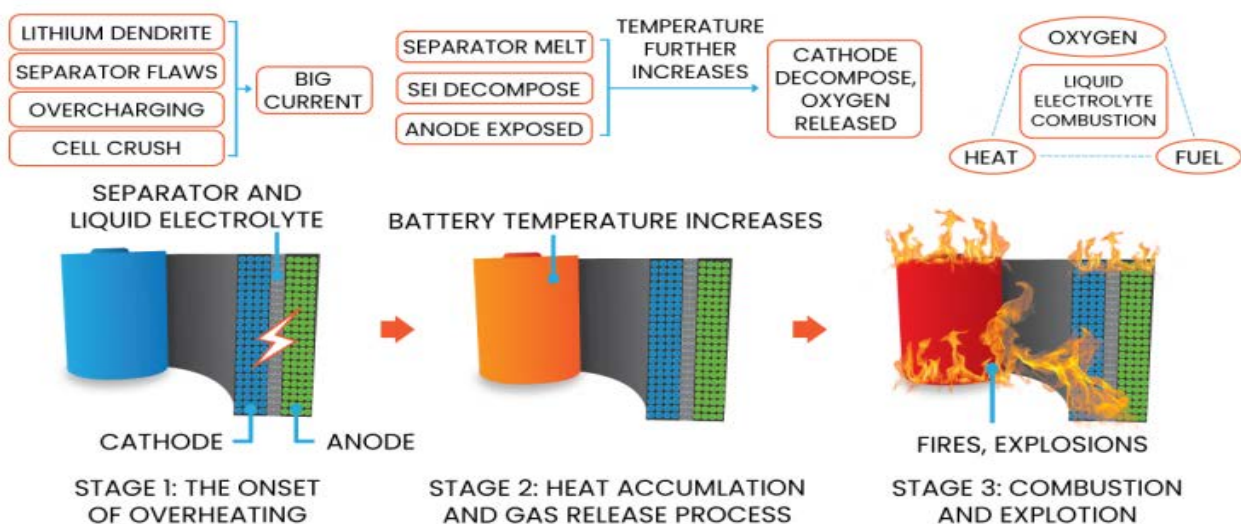 LITHIUM DENDRITE
SEPARATOR FLAWS
OVERCHARGING
CELL CRUSH
BIG
CURRENT
SEPARATOR MELT
SEI DECOMPOSE
ANODE EXPOSED
TEMPERATURE
FURTHER
INCREASES
CATHODE
DECOMPOSE,
OXYGEN
RELEASED
OXYGEN
LIQUID
ELECTROLYTE
COMBUSTION
HEAT
FUEL
SEPARATOR AND
LIQUID ELECTROLYTE
BATTERY TEMPERATURE INCREASES
CATHODE
ANODE
FIRES, EXPLOSIONS
STAGE 1: THE ONSET
OF OVERHEATING
STAGE 2: HEAT ACCUMLATION
AND GAS RELEASE PROCESS
STAGE 3: COMBUSTION
AND EXPLOTION